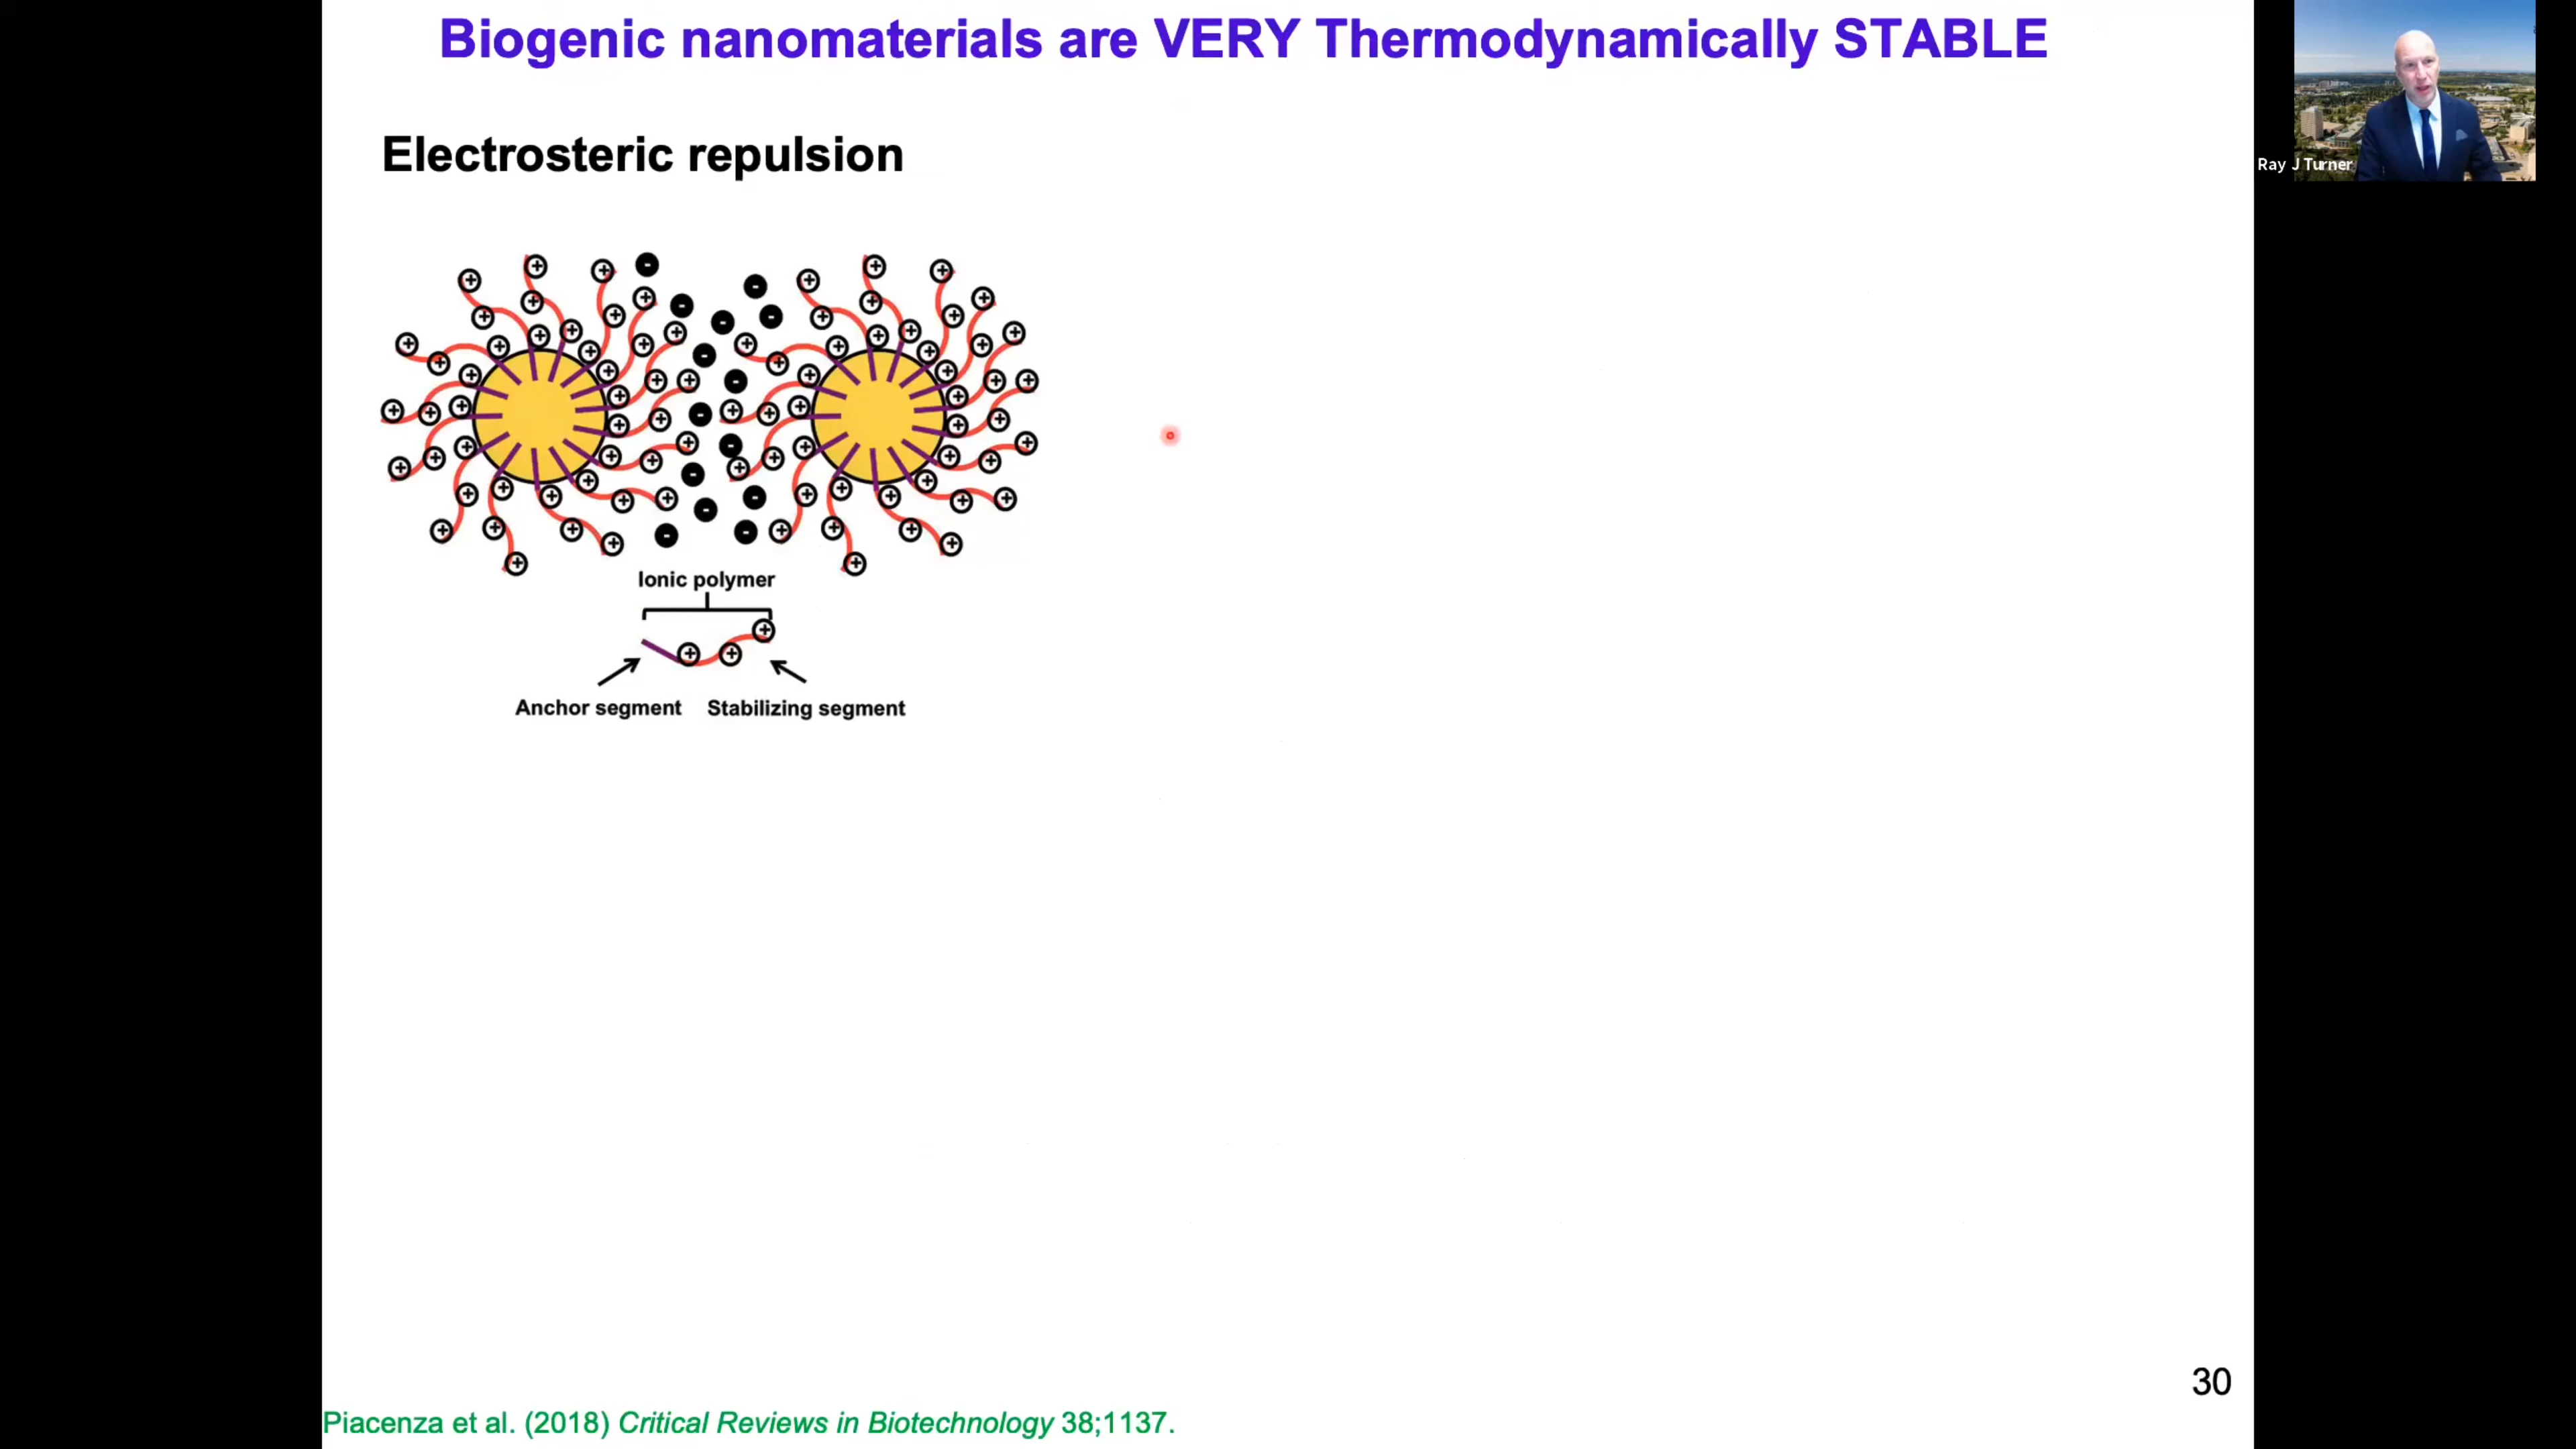 Biogenic nanomaterials are VERY Thermodynamically STABLE
Ray J Turner
Electrosteric repulsion
Ionic polymer
Anchor segment
Stabilizing segment
30
Piacenza et al. (2018) Critical Reviews in Biotechnology 38;1137.